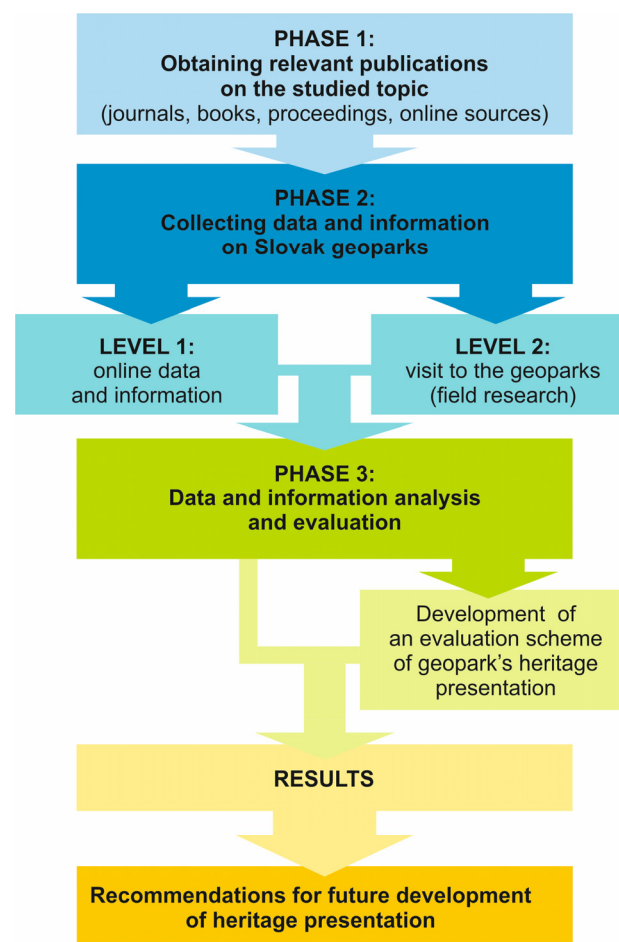 PHASE 1:
Obtaining relevant publications
on the studied topic
(journals, books, proceedings, online sources)
PHASE 2:
Collecting data and information
on Slovak geoparks
LEVEL 1:
online data
and information
LEVEL 2:
visit to the geoparks
(field research)
PHASE 3:
Data and information analysis
and evaluation
Development of
an evaluation scheme
of geopark's heritage
presentation
RESULTS
Recommendations for future development
of heritage presentation